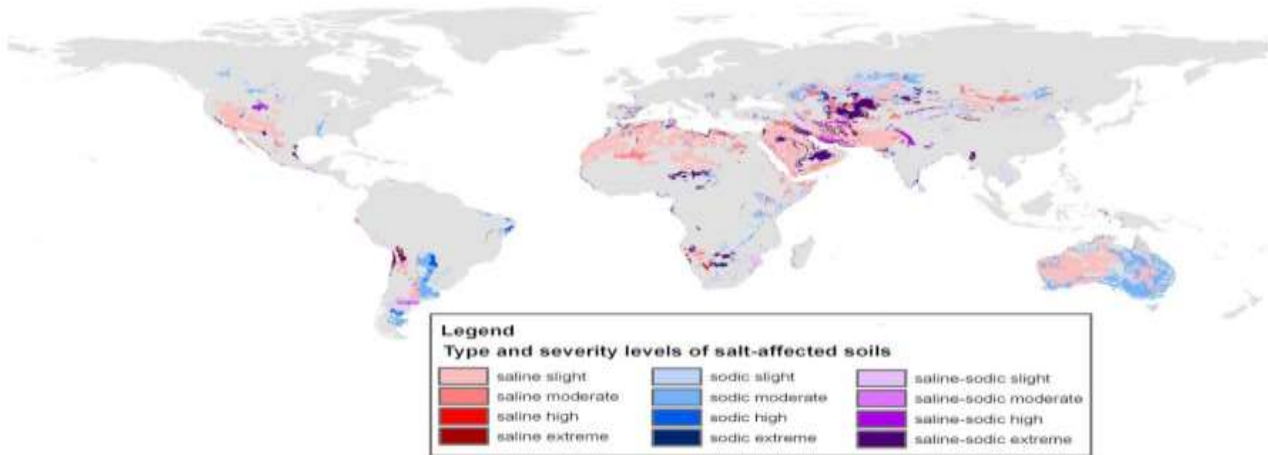 Legend
Type and severity levels of salt-affected soils
saline slight
saline moderate
saline high
saline extreme
sodic slight
sodic moderate
sodic high
sodic extreme
saline-sodic slight
saline-sodic moderate
saline-sodic high
saline-sodic extreme